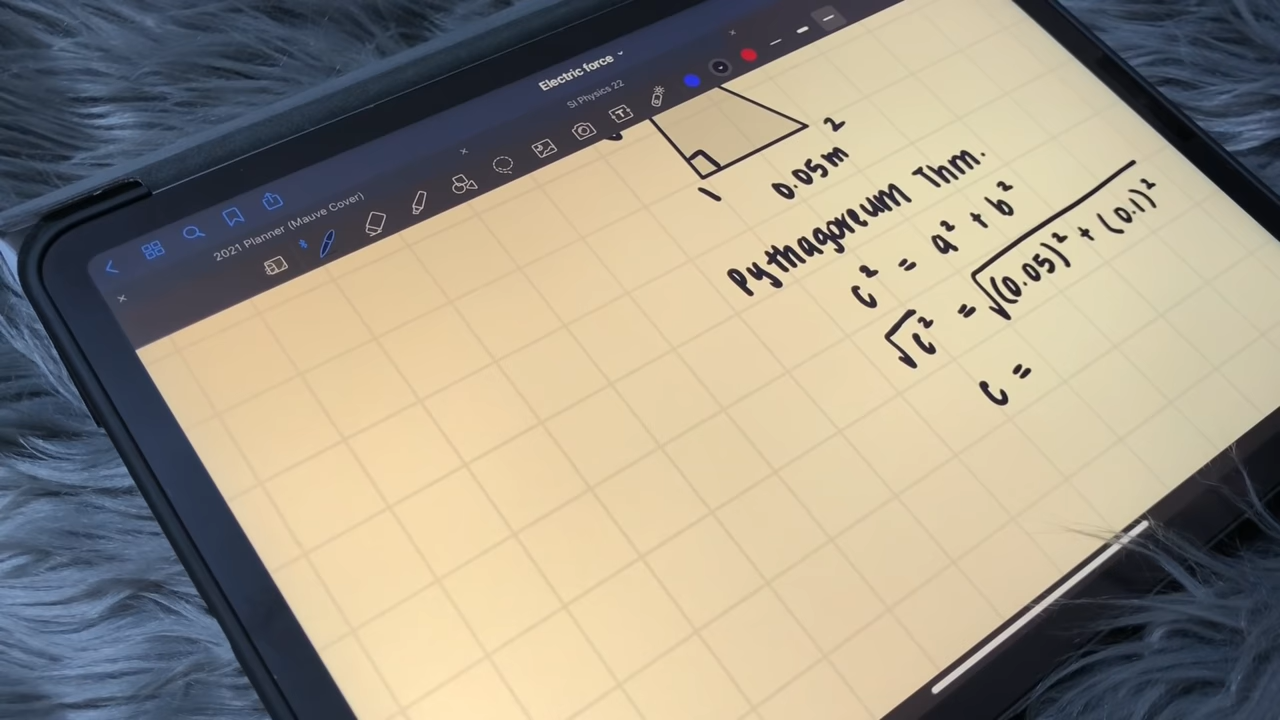 Electric force
SI Physics 22
2021 Planner (Mauve Cover)
2
1
0.05m
Pythagoreum Thm.
c² = a² + b²
√c² = √(0.05)² + (0.1)²
c =